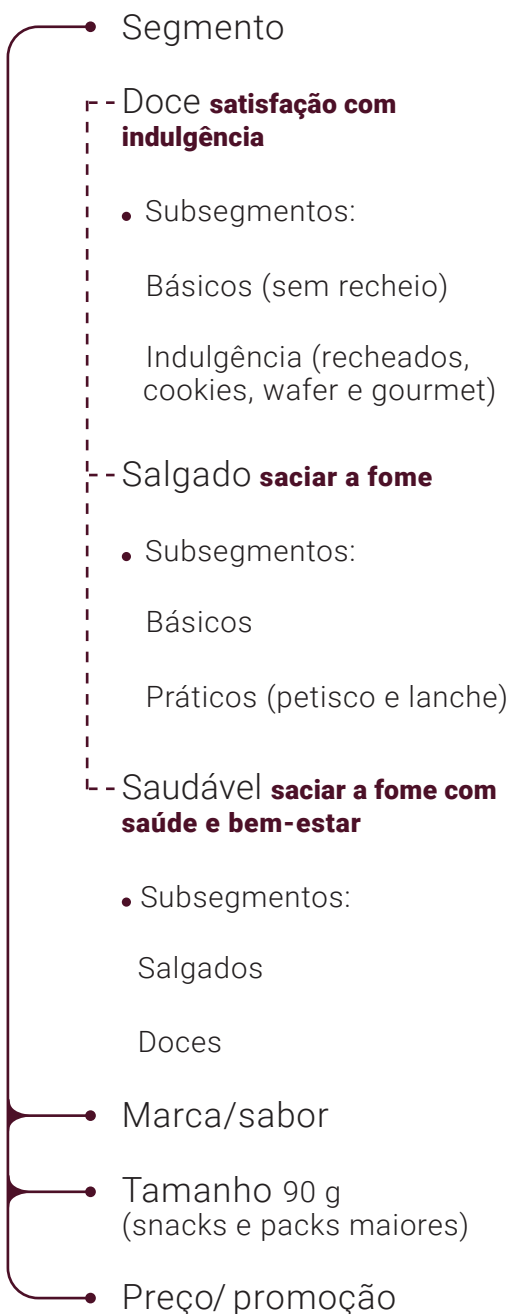 Segmento
Doce satisfação com
indulgência
• Subsegmentos:
Básicos (sem recheio)
Indulgência (recheados,
cookies, wafer e gourmet)
Salgado saciar a fome
• Subsegmentos:
Básicos
Práticos (petisco e lanche)
Saudável saciar a fome com
saúde e bem-estar
• Subsegmentos:
Salgados
Doces
Marca/sabor
Tamanho 90 g
(snacks e packs maiores)
Preço/ promoção